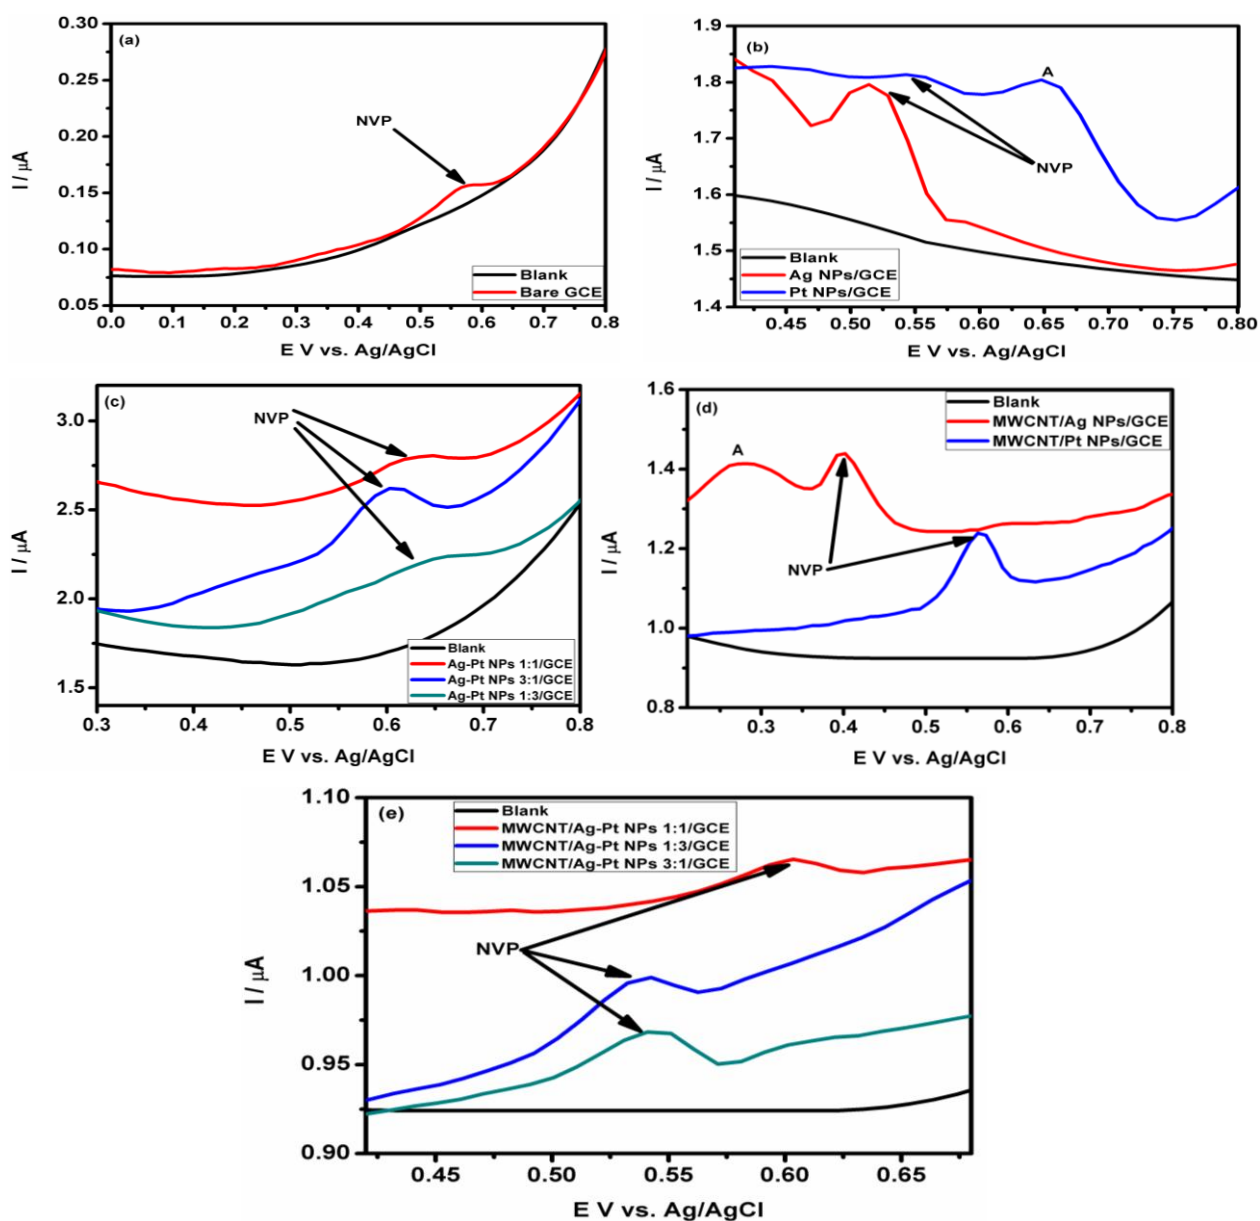 (a)
0.30
0.25
0.20
0.15
0.10
0.05
I / μA
NVP
Blank
Bare GCE
0.0 0.1 0.2 0.3 0.4 0.5 0.6 0.7 0.8
E V vs. Ag/AgCl
(b)
1.9
1.8
1.7
1.6
1.5
1.4
I / μA
A
NVP
Blank
Ag NPs/GCE
Pt NPs/GCE
0.45 0.50 0.55 0.60 0.65 0.70 0.75 0.80
E V vs. Ag/AgCl
(c)
3.0
2.5
2.0
1.5
I / μA
NVP
Blank
Ag-Pt NPs 1:1/GCE
Ag-Pt NPs 3:1/GCE
Ag-Pt NPs 1:3/GCE
0.3 0.4 0.5 0.6 0.7 0.8
E V vs. Ag/AgCl
(d)
1.6
1.4
1.2
1.0
0.8
I / μA
Blank
MWCNT/Ag NPs/GCE
MWCNT/Pt NPs/GCE
A
NVP
0.3 0.4 0.5 0.6 0.7 0.8
E V vs. Ag/AgCl
(e)
1.10
1.05
1.00
0.95
0.90
I / μA
Blank
MWCNT/Ag-Pt NPs 1:1/GCE
MWCNT/Ag-Pt NPs 1:3/GCE
MWCNT/Ag-Pt NPs 3:1/GCE
NVP
0.45 0.50 0.55 0.60 0.65
E V vs. Ag/AgCl